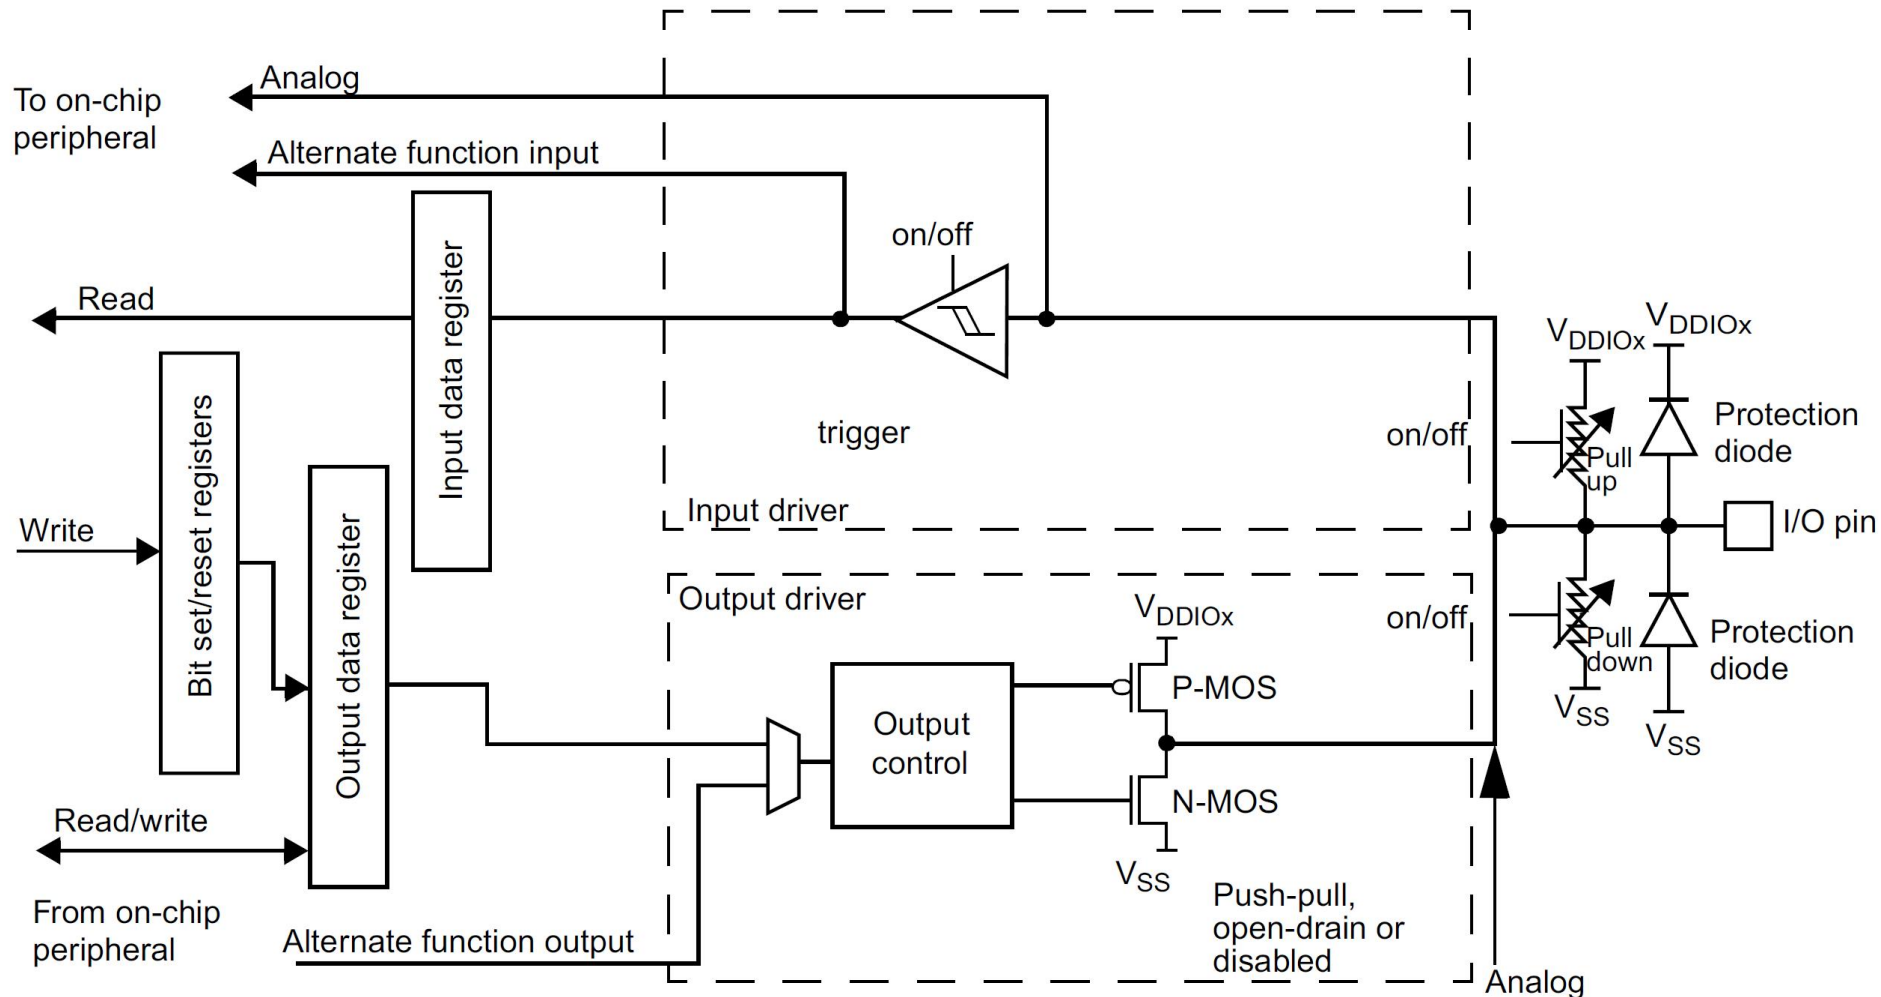 Analog
To on-chip
peripheral
Alternate function input
on/off
Read
Input data register
trigger
Input driver
VDDIOx
VDDIOx
on/off
Pull
up
Protection
diode
I/O pin
Write
Bit set/reset registers
Output data register
Output driver
VDDIOx
on/off
Pull
down
VSS
Protection
diode
VSS
P-MOS
Output
control
N-MOS
VSS
Read/write
From on-chip
peripheral
Alternate function output
Push-pull,
open-drain or
disabled
Analog